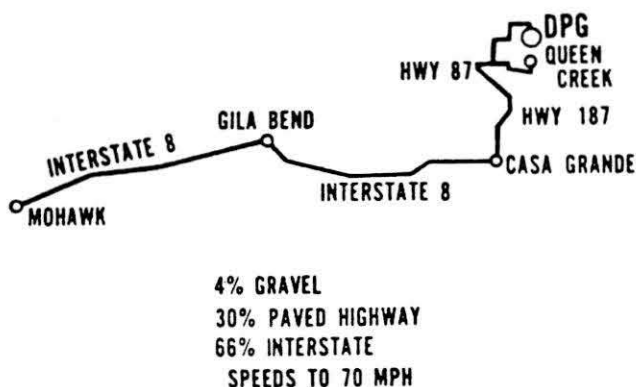 DPG
QUEEN
CREEK
HWY 87
HWY 187
GILA BEND
INTERSTATE 8
CASA GRANDE
INTERSTATE 8
MOHAWK
4% GRAVEL
30% PAVED HIGHWAY
66% INTERSTATE
SPEEDS TO 70 MPH